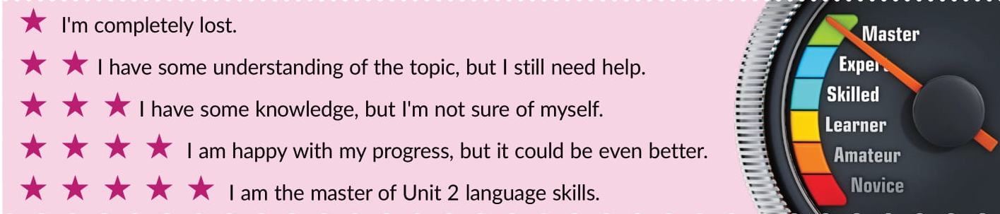 I'm completely lost.
I have some understanding of the topic, but I still need help.
I have some knowledge, but I'm not sure of myself.
I am happy with my progress, but it could be even better.
I am the master of Unit 2 language skills.
Master
Expert
Skilled
Learner
Amateur
Novice